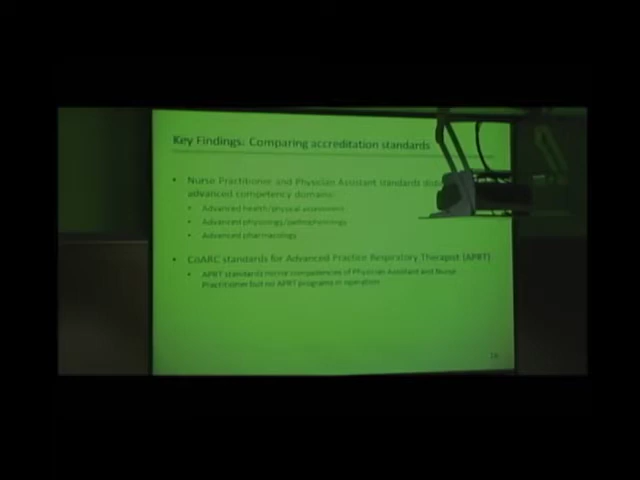 Key Findings: Comparing accreditation standards
• Nurse Practitioner and Physician Assistant standards
advanced competency domains:
• Advanced health/physical assessment
• Advanced physiology/pathophysiology
• Advanced pharmacology
• CoARC standards for Advanced Practice Respiratory Therapist (APRT)
• APRT standards mirror competencies of Physician Assistant and Nurse
Practitioner but no APRT programs in operation